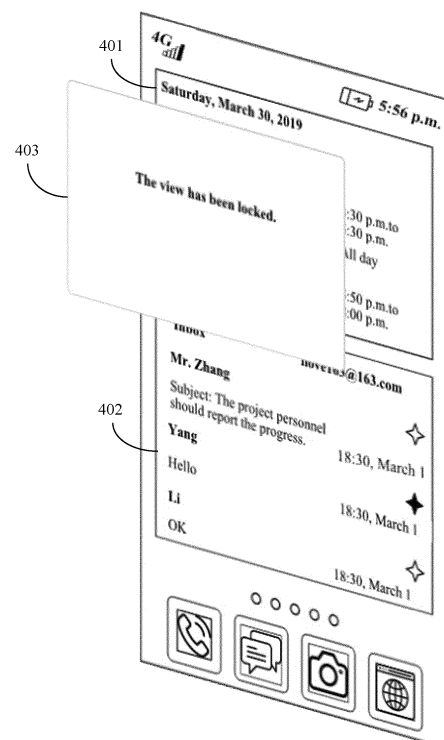 4G
5:56 p.m.
401
Saturday, March 30, 2019
403
The view has been locked.
:30 p.m.to
:30 p.m.
All day
:50 p.m.to
:00 p.m.
Inbox
@163.com
Mr. Zhang
Subject: The project personnel
should report the progress.
18:30, March 1
402
Yang
Hello
18:30, March 1
Li
OK
18:30, March 1